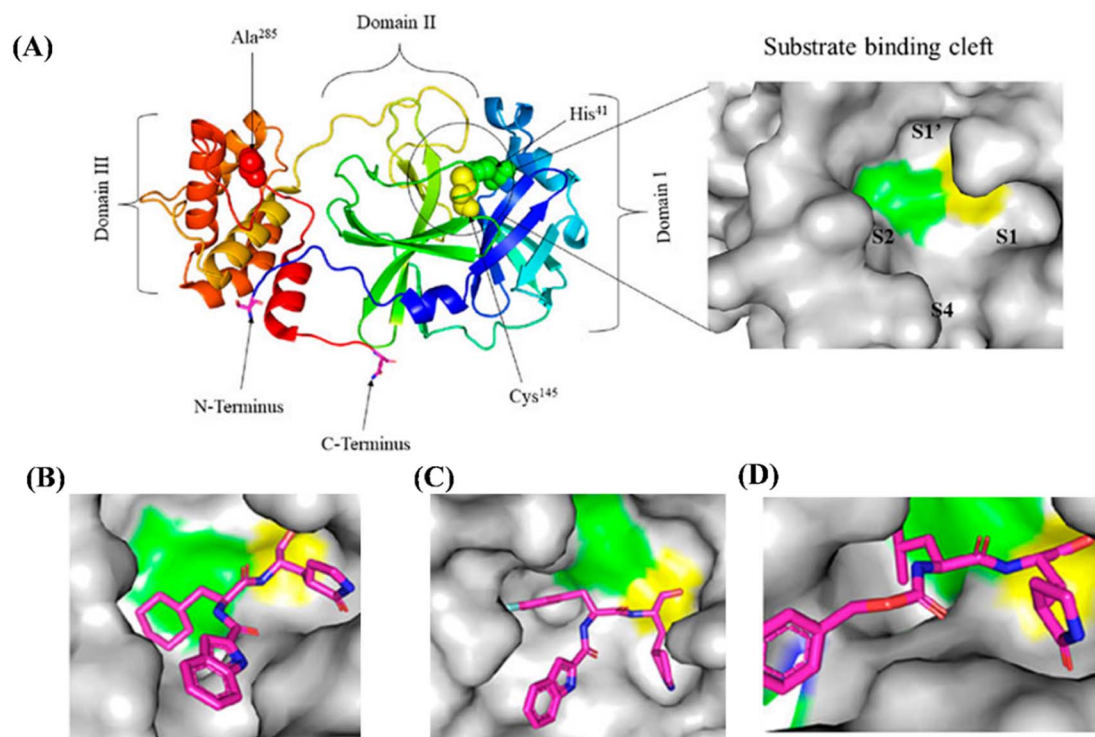 (A)
Ala²⁸⁵
Domain II
Substrate binding cleft
His⁴¹
Domain III
Domain I
S1'
S2
S1
S4
N-Terminus
Cys¹⁴⁵
C-Terminus
(B)
(C)
(D)